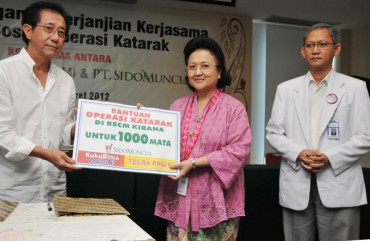 Perjanjian Kerjasama
Operasi Katarak
ANTARA
& PT. SIDOMUNCUL
2012
BANTUAN
OPERASI KATARAK
DI RSCM KIRANA
UNTUK 1000 MATA
SIDOMUNCUL
KukuBima
TOLAK ANGIN